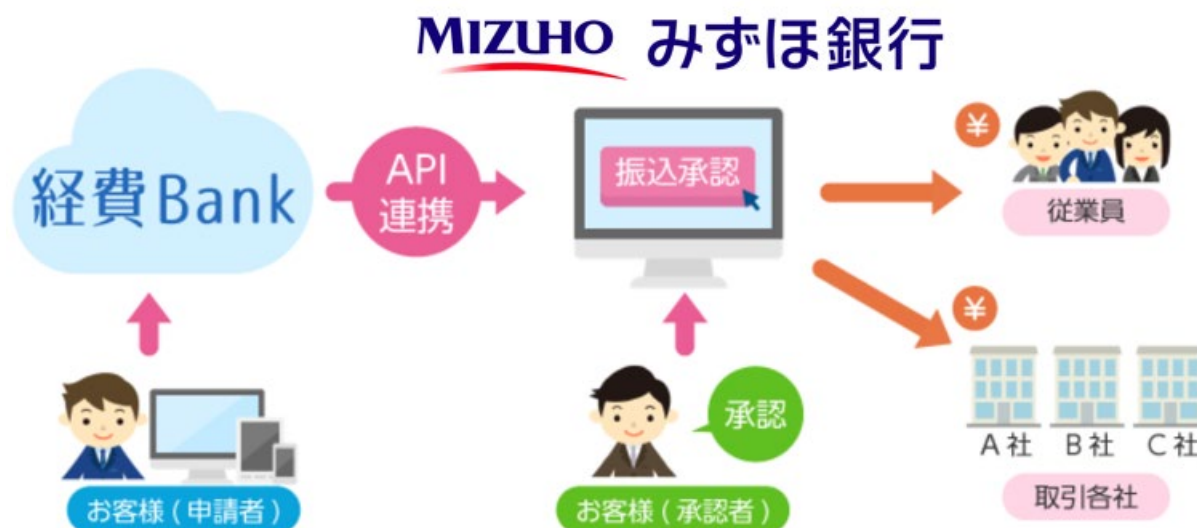 MIZUHO みずほ銀行
経費Bank
API
連携
振込承認
¥
従業員
¥
A社 B社 C社
取引各社
お客様(申請者)
承認
お客様(承認者)